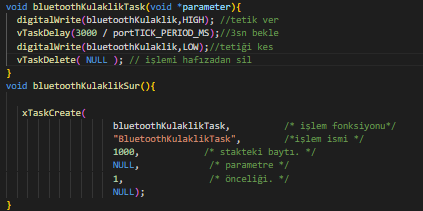 void bluetoothKulaklikTask(void *parameter){
digitalWrite(bluetoothKulaklik,HIGH); //tetik ver
vTaskDelay(3000 / portTICK_PERIOD_MS);//3sn bekle
digitalWrite(bluetoothKulaklik,LOW);//tetiği kes
vTaskDelete( NULL ); // işlemi hafızadan sil
}
void bluetoothKulaklikSur(){
xTaskCreate(
bluetoothKulaklikTask, /* işlem fonksiyonu*/
"BluetoothKulaklikTask", /*işlem ismi */
1000, /* stakteki baytı. */
NULL, /* parametre */
1, /* önceliği. */
NULL);
}